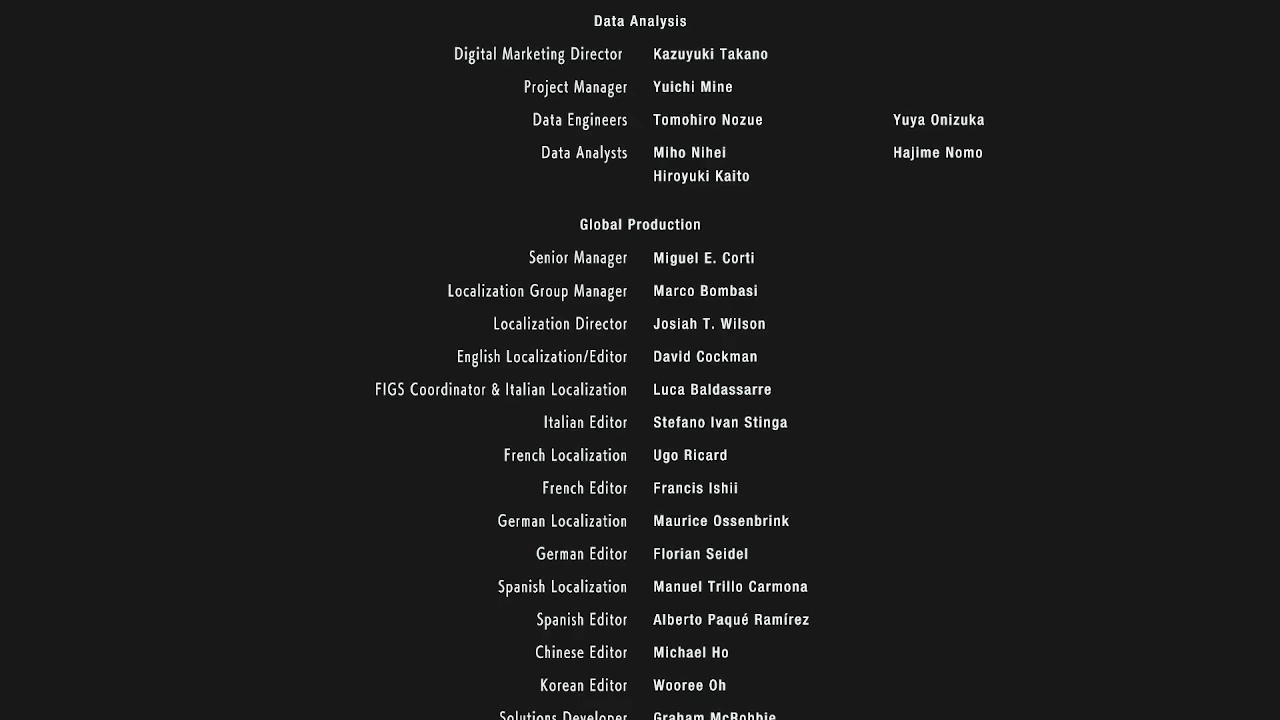 Data Analysis
Digital Marketing Director Kazuyuki Takano
Project Manager Yuichi Mine
Data Engineers Tomohiro Nozue Yuya Onizuka
Data Analysts Miho Nihei Hajime Nomo
Hiroyuki Kaito
Global Production
Senior Manager Miguel E. Corti
Localization Group Manager Marco Bombasi
Localization Director Josiah T. Wilson
English Localization/Editor David Cockman
FIGS Coordinator & Italian Localization Luca Baldassarre
Italian Editor Stefano Ivan Stinga
French Localization Ugo Ricard
French Editor Francis Ishii
German Localization Maurice Ossenbrink
German Editor Florian Seidel
Spanish Localization Manuel Trillo Carmona
Spanish Editor Alberto Paqué Ramírez
Chinese Editor Michael Ho
Korean Editor Wooree Oh
Solutions Developer Graham McRobbie